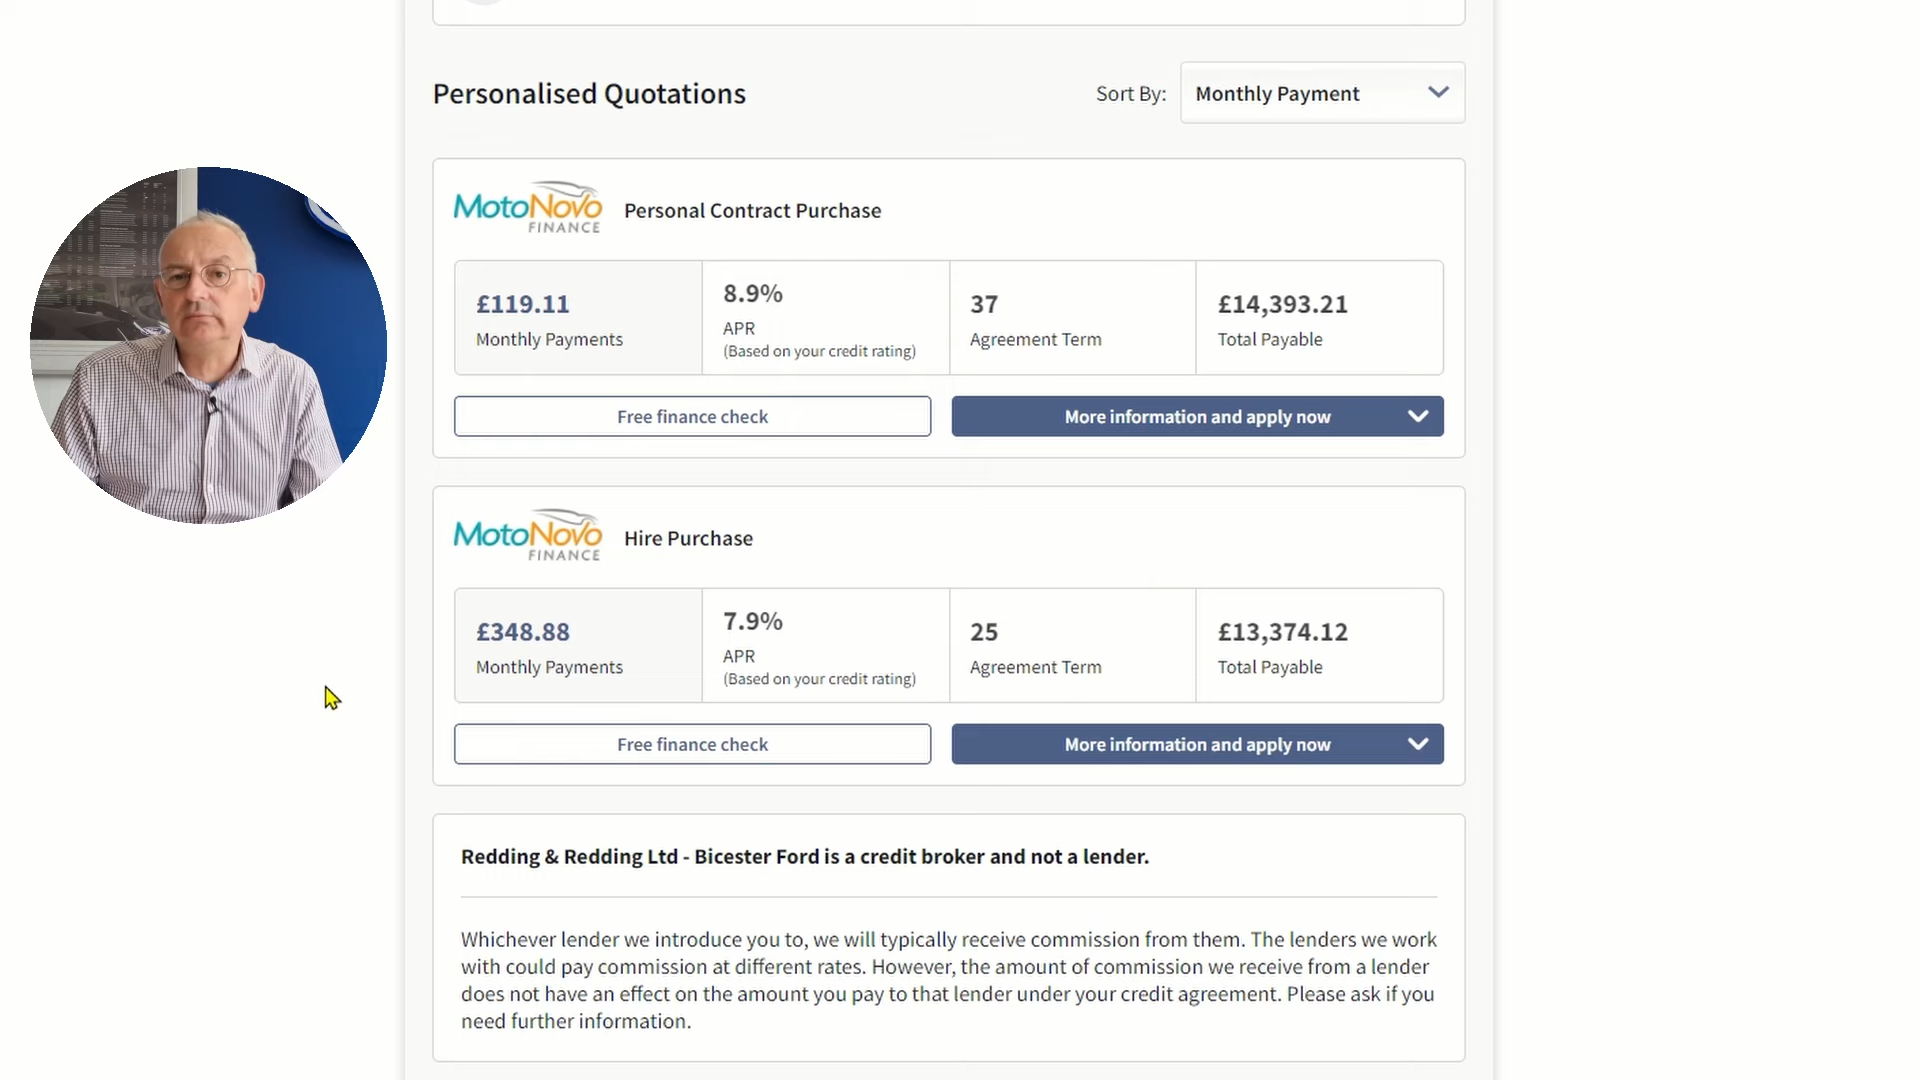 Personalised Quotations
Sort By:
Monthly Payment
MotoNovo
FINANCE
Personal Contract Purchase
£119.11
Monthly Payments
8.9%
APR
(Based on your credit rating)
37
Agreement Term
£14,393.21
Total Payable
Free finance check
More information and apply now
MotoNovo
FINANCE
Hire Purchase
£348.88
Monthly Payments
7.9%
APR
(Based on your credit rating)
25
Agreement Term
£13,374.12
Total Payable
Free finance check
More information and apply now
Redding & Redding Ltd - Bicester Ford is a credit broker and not a lender.
Whichever lender we introduce you to, we will typically receive commission from them. The lenders we work
with could pay commission at different rates. However, the amount of commission we receive from a lender
does not have an effect on the amount you pay to that lender under your credit agreement. Please ask if you
need further information.